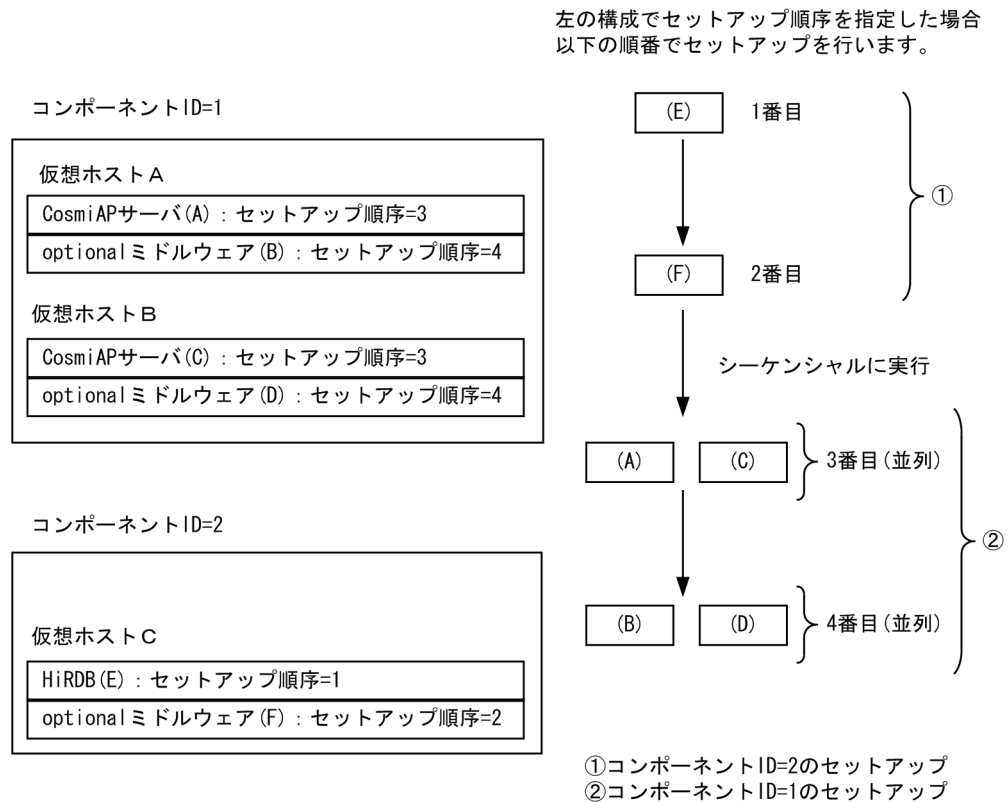 左の構成でセットアップ順序を指定した場合
以下の順番でセットアップを行います。
コンポーネントID=1
仮想ホストA
CosmiAPサーバ(A)：セットアップ順序=3
optionalミドルウェア(B)：セットアップ順序=4
仮想ホストB
CosmiAPサーバ(C)：セットアップ順序=3
optionalミドルウェア(D)：セットアップ順序=4
コンポーネントID=2
仮想ホストC
HiRDB(E)：セットアップ順序=1
optionalミドルウェア(F)：セットアップ順序=2
(E) 1番目
①
(F) 2番目
シーケンシャルに実行
(A) (C) 3番目(並列)
②
(B) (D) 4番目(並列)
①コンポーネントID=2のセットアップ
②コンポーネントID=1のセットアップ